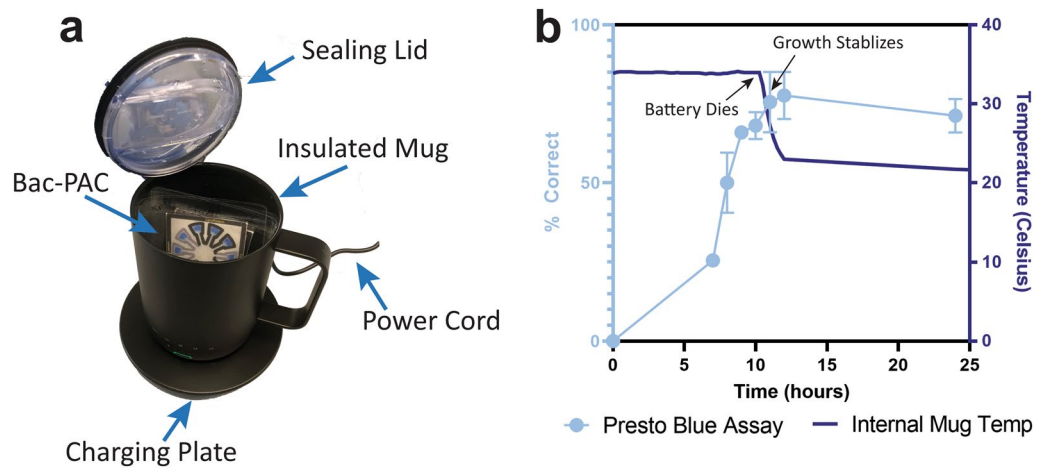 a
Sealing Lid
Insulated Mug
Bac-PAC
Power Cord
Charging Plate
b
Growth Stablizes
Battery Dies
% Correct
100
50
0
Temperature (Celsius)
40
30
20
10
0
0 5 10 15 20 25
Time (hours)
Presto Blue Assay Internal Mug Temp